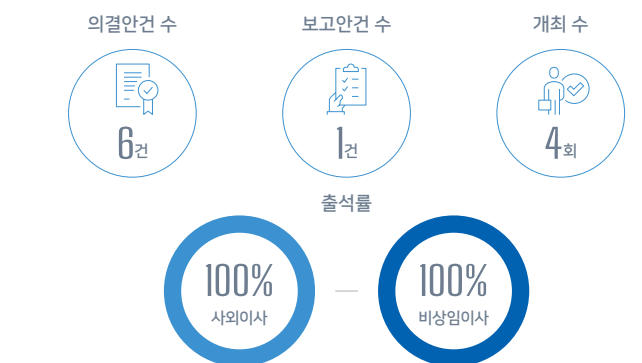 의결안건 수
보고안건 수
개최 수
6건
1건
4회
출석률
100%
사외이사
100%
비상임이사